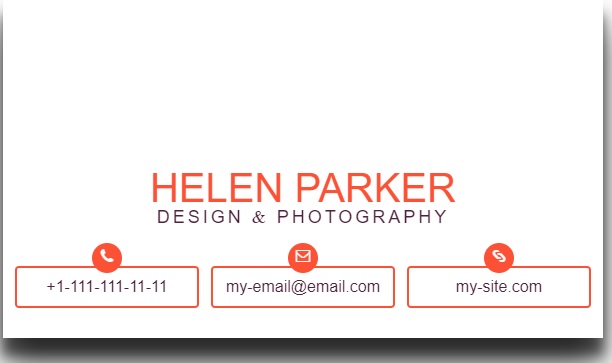 HELEN PARKER
DESIGN & PHOTOGRAPHY
+1-111-111-11-11
my-email@email.com
my-site.com